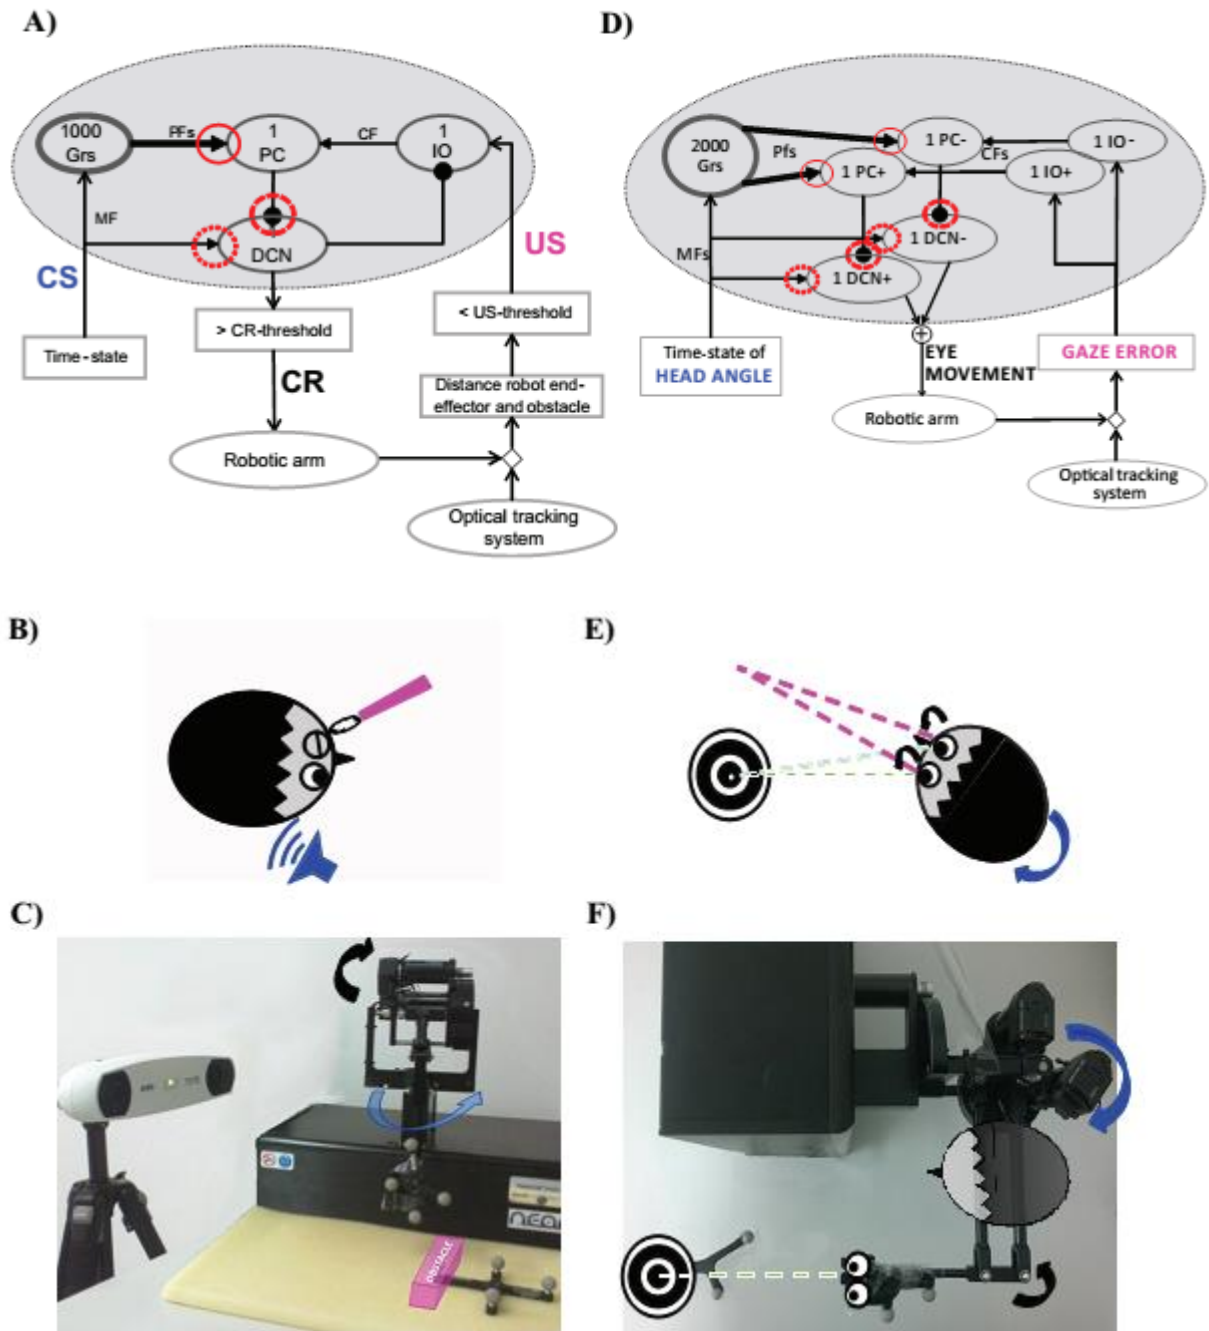 A)
1000
Grs
PFs
1
PC
CF
1
IO
MF
DCN
CS
US
> CR-threshold
< US-threshold
Time-state
CR
Distance robot end-
effector and obstacle
Robotic arm
Optical tracking
system
D)
2000
Grs
Pfs
1 PC-
1 PC+
CFs
1 IO-
1 IO+
MFs
1 DCN-
1 DCN+
Time-state of
HEAD ANGLE
EYE
MOVEMENT
GAZE ERROR
Robotic arm
Optical tracking
system
B)
E)
C)
OBSTACLE
F)